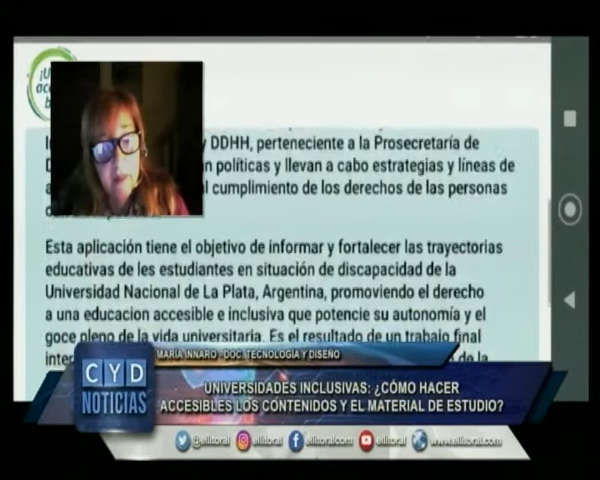 y DDHH, perteneciente a la Prosecretaría de
políticas y llevan a cabo estrategias y líneas de
cumplimiento de los derechos de las personas
Esta aplicación tiene el objetivo de informar y fortalecer las trayectorias
educativas de les estudiantes en situación de discapacidad de la
Universidad Nacional de La Plata, Argentina, promoviendo el derecho
a una educacion accesible e inclusiva que potencie su autonomía y el
goce pleno de la vida universitaria. Es el resultado de un trabajo final
de la
MARIA INNARO - DOC. TECNOLOGÍA Y DISEÑO
CYD
NOTICIAS
UNIVERSIDADES INCLUSIVAS: ¿CÓMO HACER
ACCESIBLES LOS CONTENIDOS Y EL MATERIAL DE ESTUDIO?
@ellitoral ellitoral ellitoralcom ellitoral www.ellitoral.com